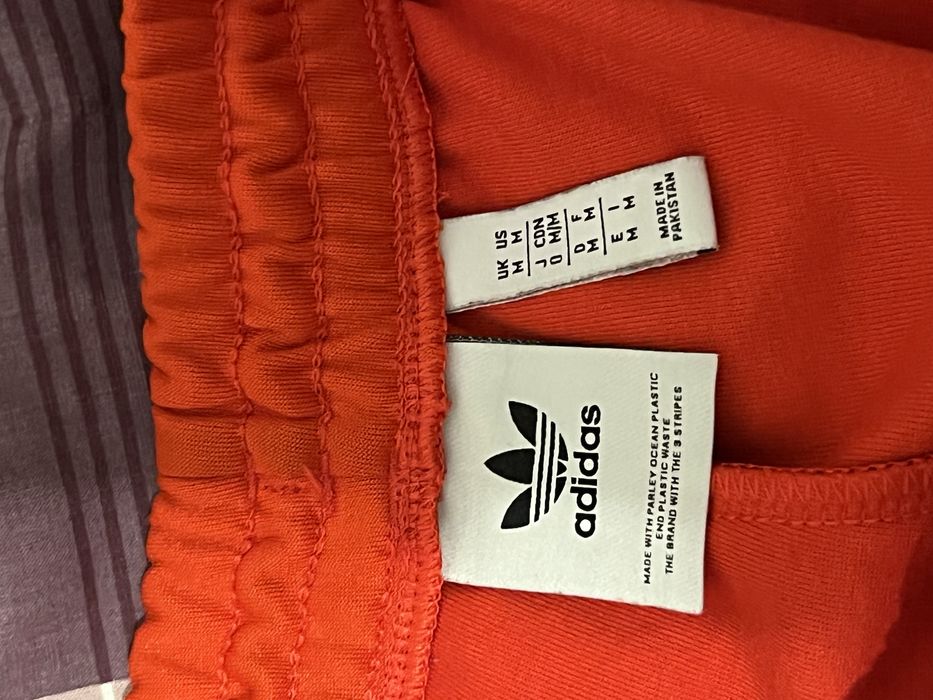 UK US
M M
J CDN
O M/M
D F
M M
E I
M M
MADE IN
PAKISTAN
adidas
MADE WITH PARLEY OCEAN PLASTIC
END PLASTIC WASTE
THE BRAND WITH THE 3 STRIPES